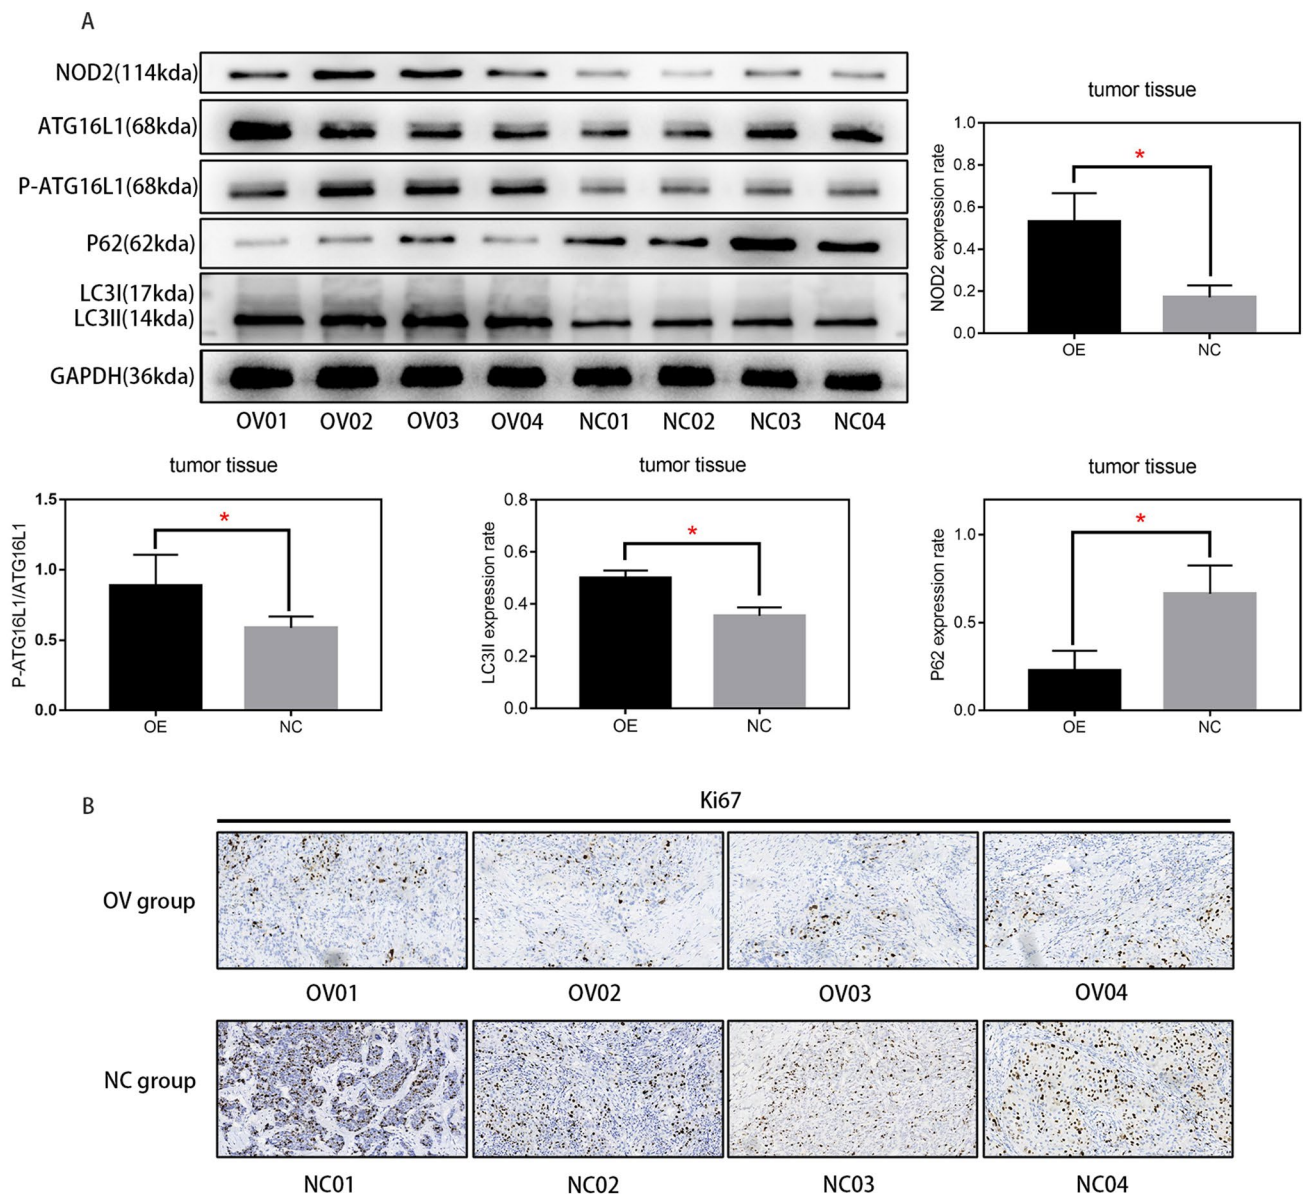 A
NOD2(114kda)
ATG16L1(68kda)
P-ATG16L1(68kda)
P62(62kda)
LC3I(17kda)
LC3II(14kda)
GAPDH(36kda)
OV01 OV02 OV03 OV04 NC01 NC02 NC03 NC04
tumor tissue
NOD2 expression rate
1.0
0.8
0.6
0.4
0.2
0.0
*
OE NC
tumor tissue
P-ATG16L1/ATG16L1
1.5
1.0
0.5
0.0
*
OE NC
tumor tissue
LC3II expression rate
0.8
0.6
0.4
0.2
0.0
*
OE NC
tumor tissue
P62 expression rate
1.0
0.5
0.0
*
OE NC
B
Ki67
OV group
OV01 OV02 OV03 OV04
NC group
NC01 NC02 NC03 NC04